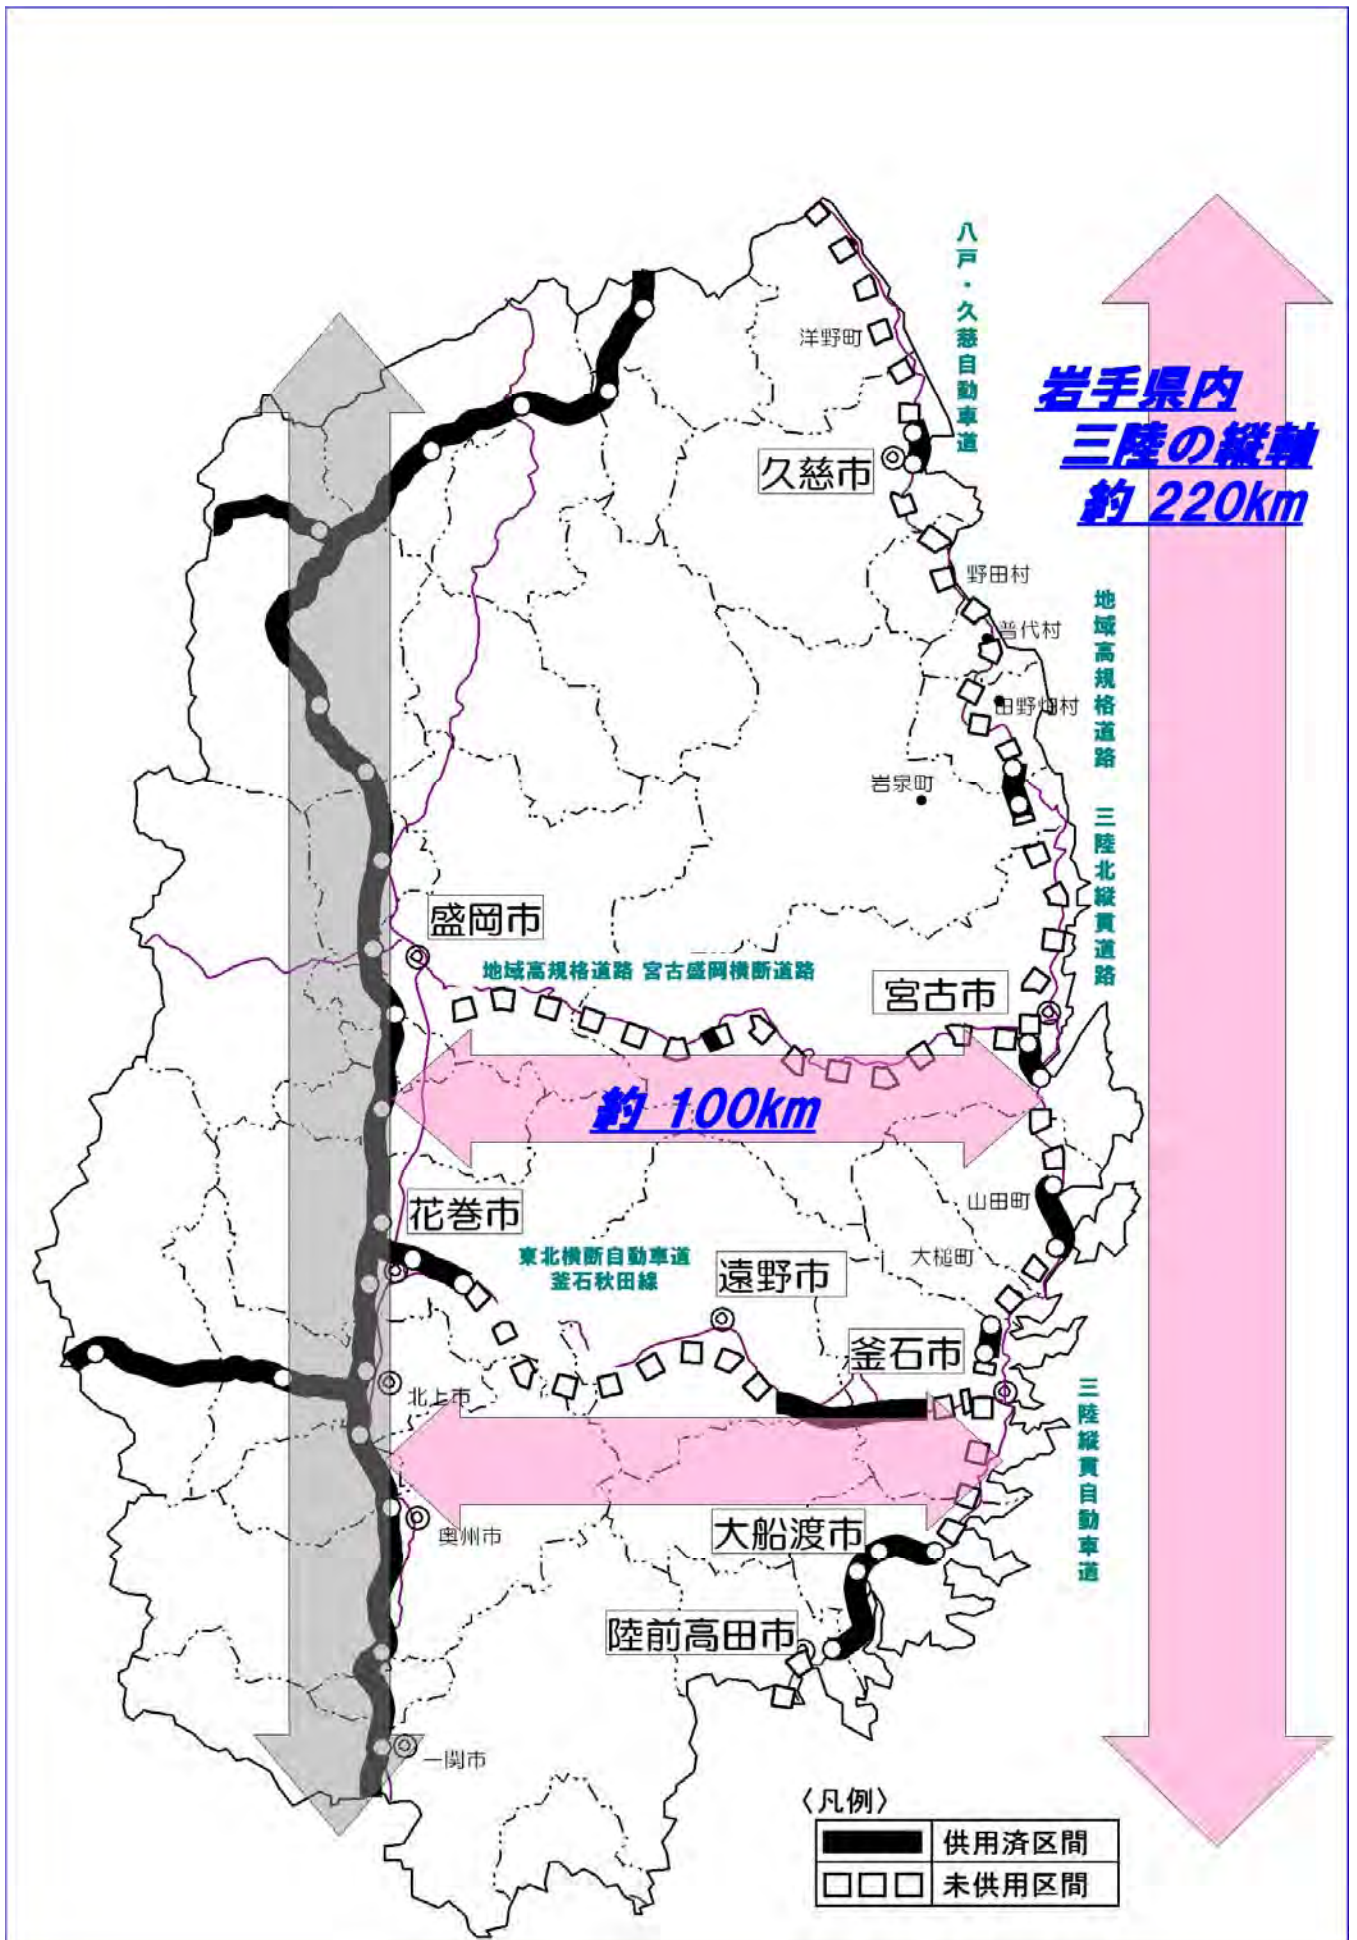 八戸・久慈自動車道
洋野町
岩手県内
三陸の縦軸
約 220km
久慈市
野田村
地域高規格道路 三陸北縦貫道路
普代村
田野畑村
岩泉町
盛岡市
地域高規格道路 宮古盛岡横断道路
宮古市
約 100km
山田町
花巻市
東北横断自動車道
釜石秋田線
大槌町
遠野市
釜石市
北上市
三陸縦貫自動車道
大船渡市
奥州市
陸前高田市
一関市
〈凡例〉
供用済区間
未供用区間